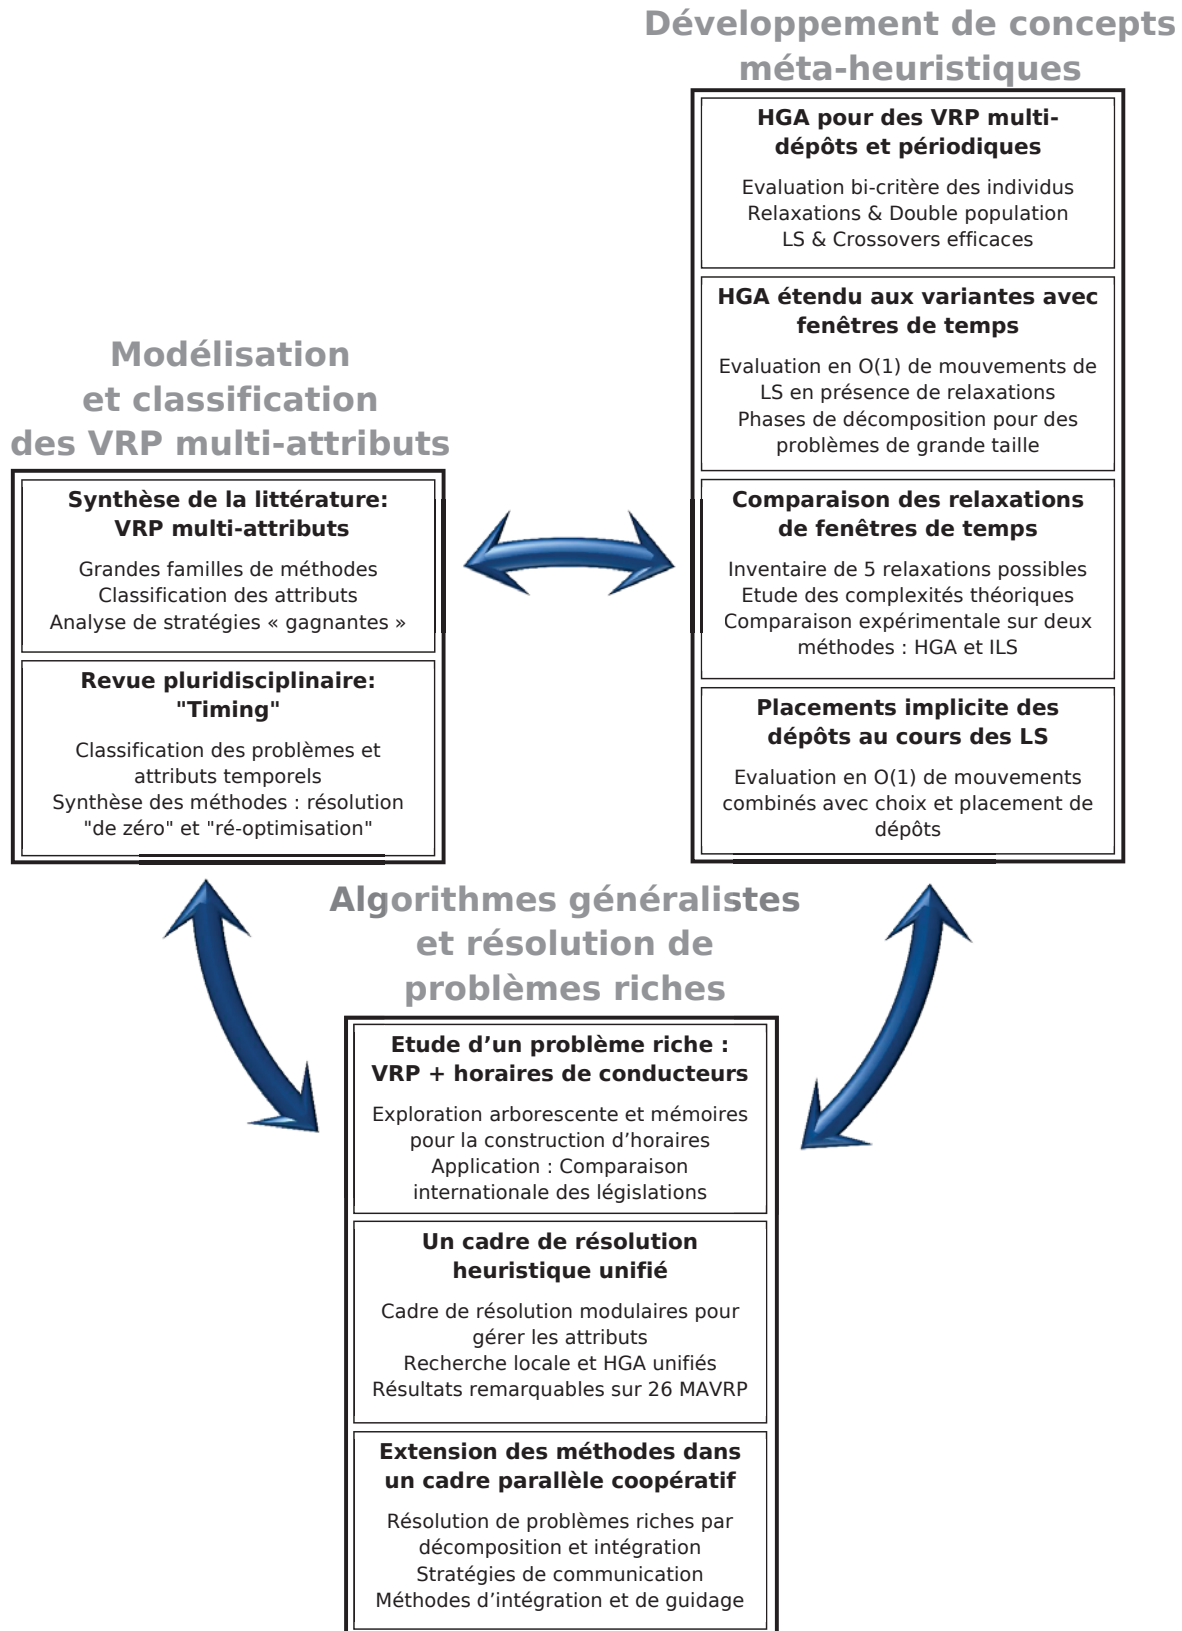 Développement de concepts
méta-heuristiques
HGA pour des VRP multi-
dépôts et périodiques
Evaluation bi-critère des individus
Relaxations & Double population
LS & Crossovers efficaces
HGA étendu aux variantes avec
fenêtres de temps
Evaluation en O(1) de mouvements de
LS en présence de relaxations
Phases de décomposition pour des
problèmes de grande taille
Comparaison des relaxations
de fenêtres de temps
Inventaire de 5 relaxations possibles
Etude des complexités théoriques
Comparaison expérimentale sur deux
méthodes : HGA et ILS
Placements implicite des
dépôts au cours des LS
Evaluation en O(1) de mouvements
combinés avec choix et placement de
dépôts
Modélisation
et classification
des VRP multi-attributs
Synthèse de la littérature:
VRP multi-attributs
Grandes familles de méthodes
Classification des attributs
Analyse de stratégies « gagnantes »
Revue pluridisciplinaire:
"Timing"
Classification des problèmes et
attributs temporels
Synthèse des méthodes : résolution
"de zéro" et "ré-optimisation"
Algorithmes généralistes
et résolution de
problèmes riches
Etude d’un problème riche :
VRP + horaires de conducteurs
Exploration arborescente et mémoires
pour la construction d’horaires
Application : Comparaison
internationale des législations
Un cadre de résolution
heuristique unifié
Cadre de résolution modulaires pour
gérer les attributs
Recherche locale et HGA unifiés
Résultats remarquables sur 26 MAVRP
Extension des méthodes dans
un cadre parallèle coopératif
Résolution de problèmes riches par
décomposition et intégration
Stratégies de communication
Méthodes d’intégration et de guidage